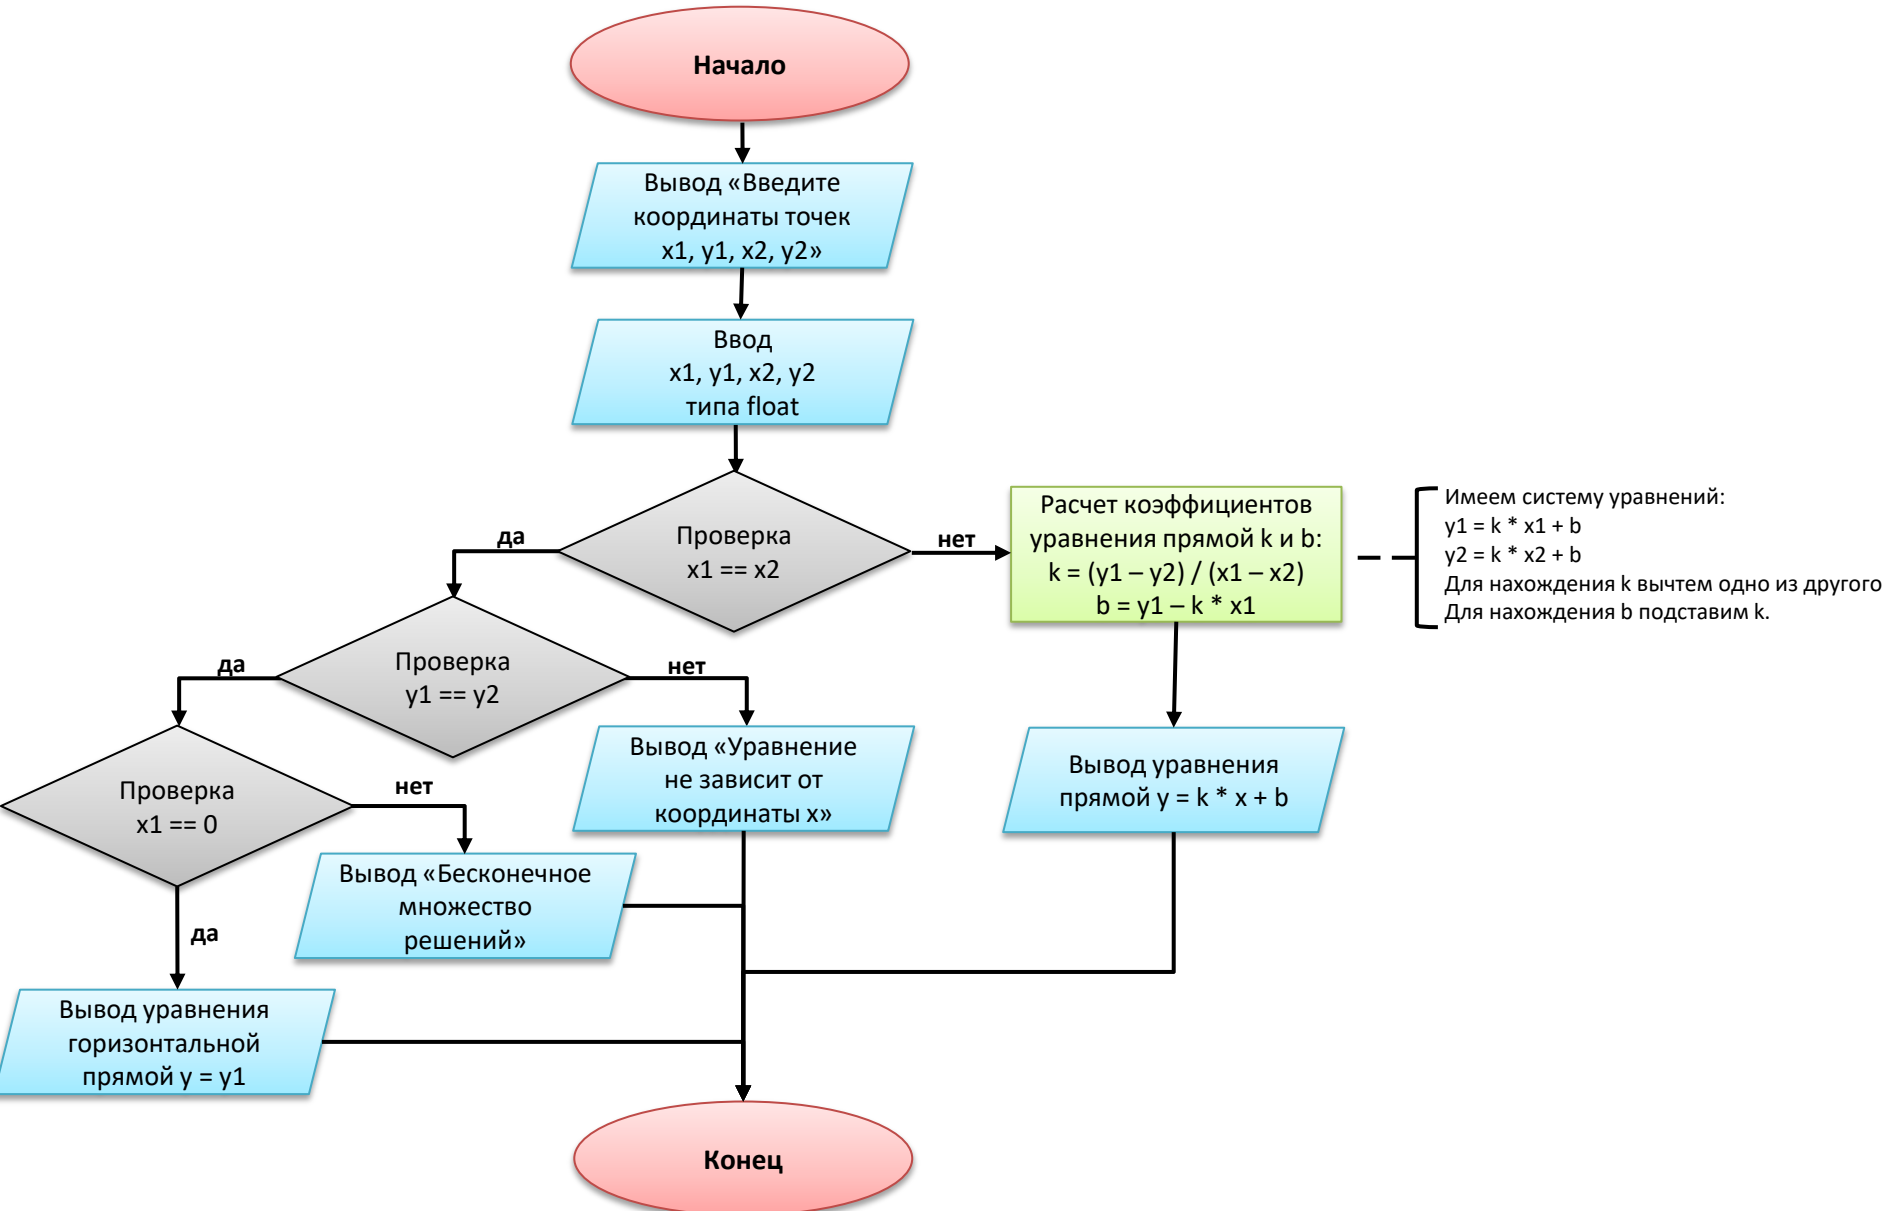 Начало
Вывод «Введите
координаты точек
x1, y1, x2, y2»
Ввод
x1, y1, x2, y2
типа float
Проверка
x1 == x2
да
нет
Расчет коэффициентов
уравнения прямой k и b:
k = (y1 – y2) / (x1 – x2)
b = y1 – k * x1
Имеем систему уравнений:
y1 = k * x1 + b
y2 = k * x2 + b
Для нахождения k вычтем одно из другого
Для нахождения b подставим k.
Проверка
y1 == y2
да
нет
Проверка
x1 == 0
нет
да
Вывод «Уравнение
не зависит от
координаты x»
Вывод уравнения
прямой y = k * x + b
Вывод «Бесконечное
множество
решений»
Вывод уравнения
горизонтальной
прямой y = y1
Конец